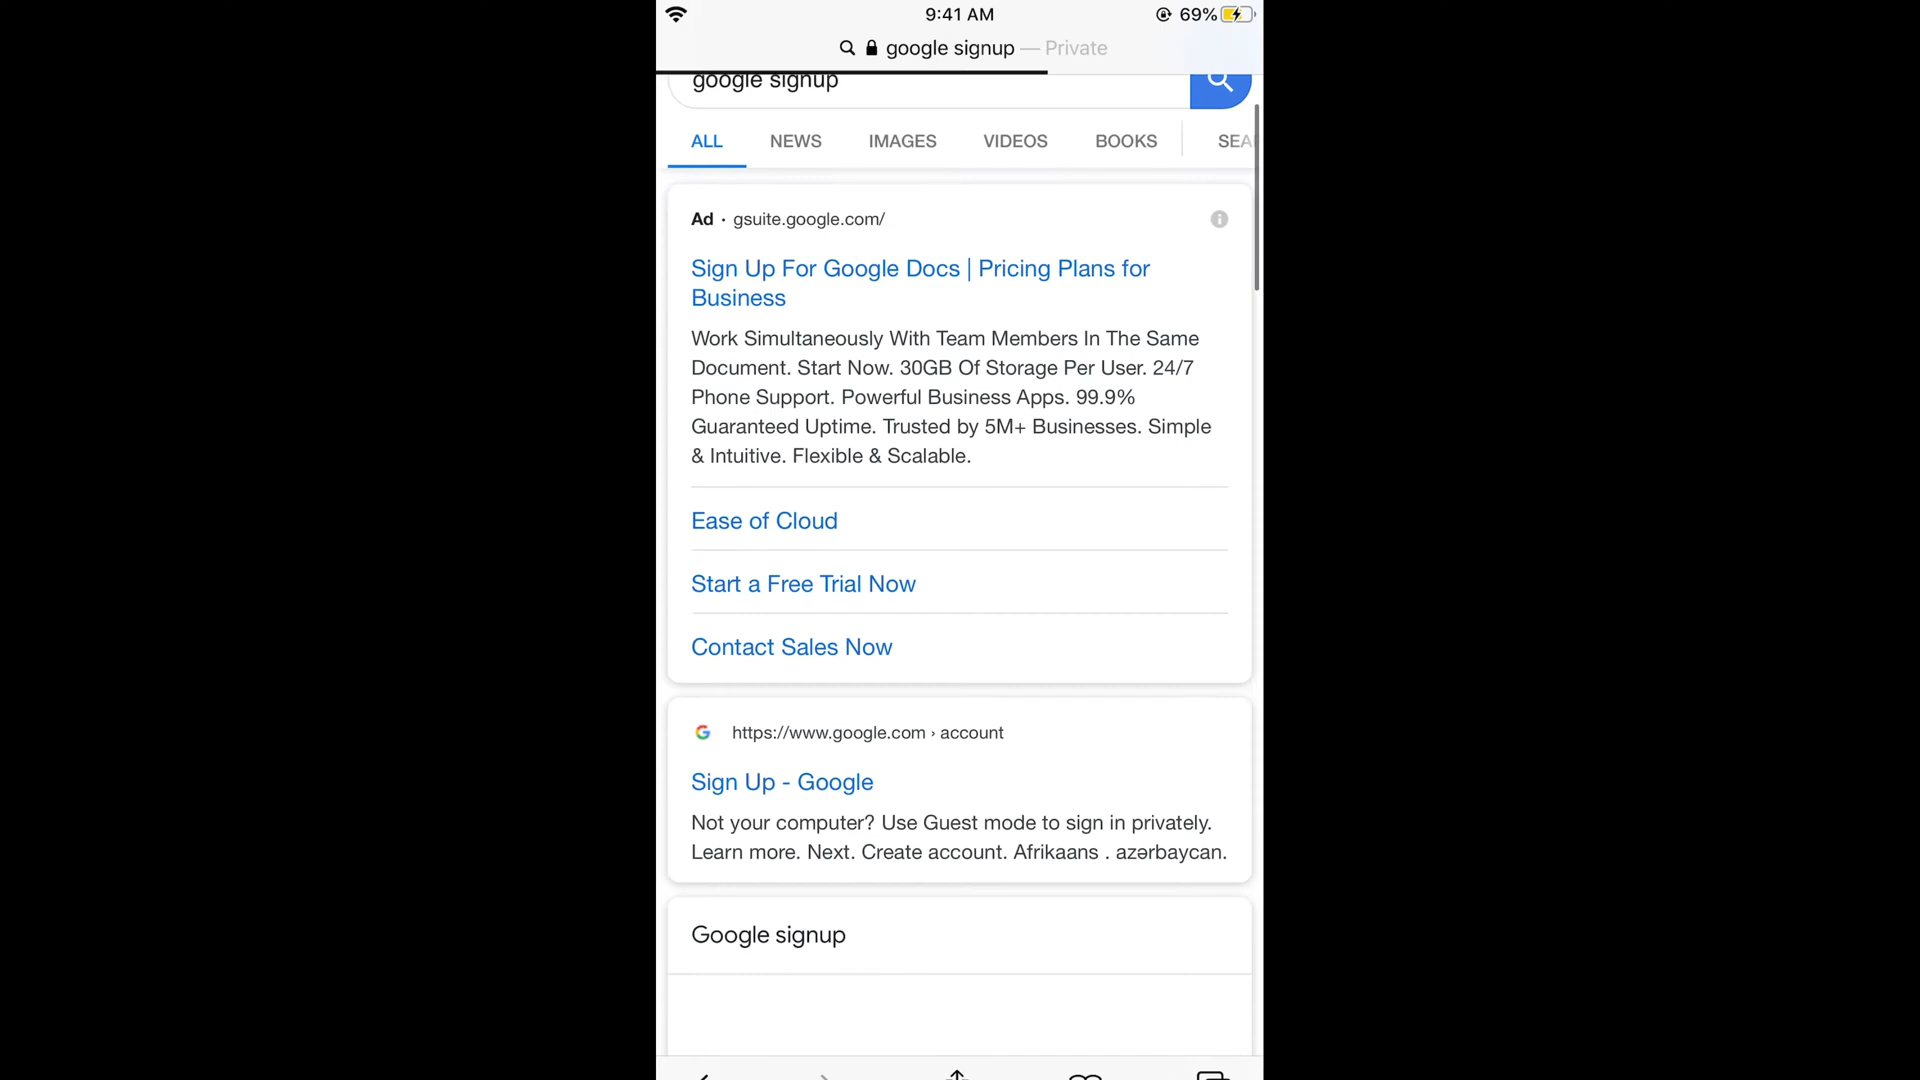 9:41 AM
69%
google signup — Private
google signup
ALL NEWS IMAGES VIDEOS BOOKS SEA
Ad · gsuite.google.com/
Sign Up For Google Docs | Pricing Plans for
Business
Work Simultaneously With Team Members In The Same
Document. Start Now. 30GB Of Storage Per User. 24/7
Phone Support. Powerful Business Apps. 99.9%
Guaranteed Uptime. Trusted by 5M+ Businesses. Simple
& Intuitive. Flexible & Scalable.
Ease of Cloud
Start a Free Trial Now
Contact Sales Now
https://www.google.com › account
Sign Up - Google
Not your computer? Use Guest mode to sign in privately.
Learn more. Next. Create account. Afrikaans . azərbaycan.
Google signup